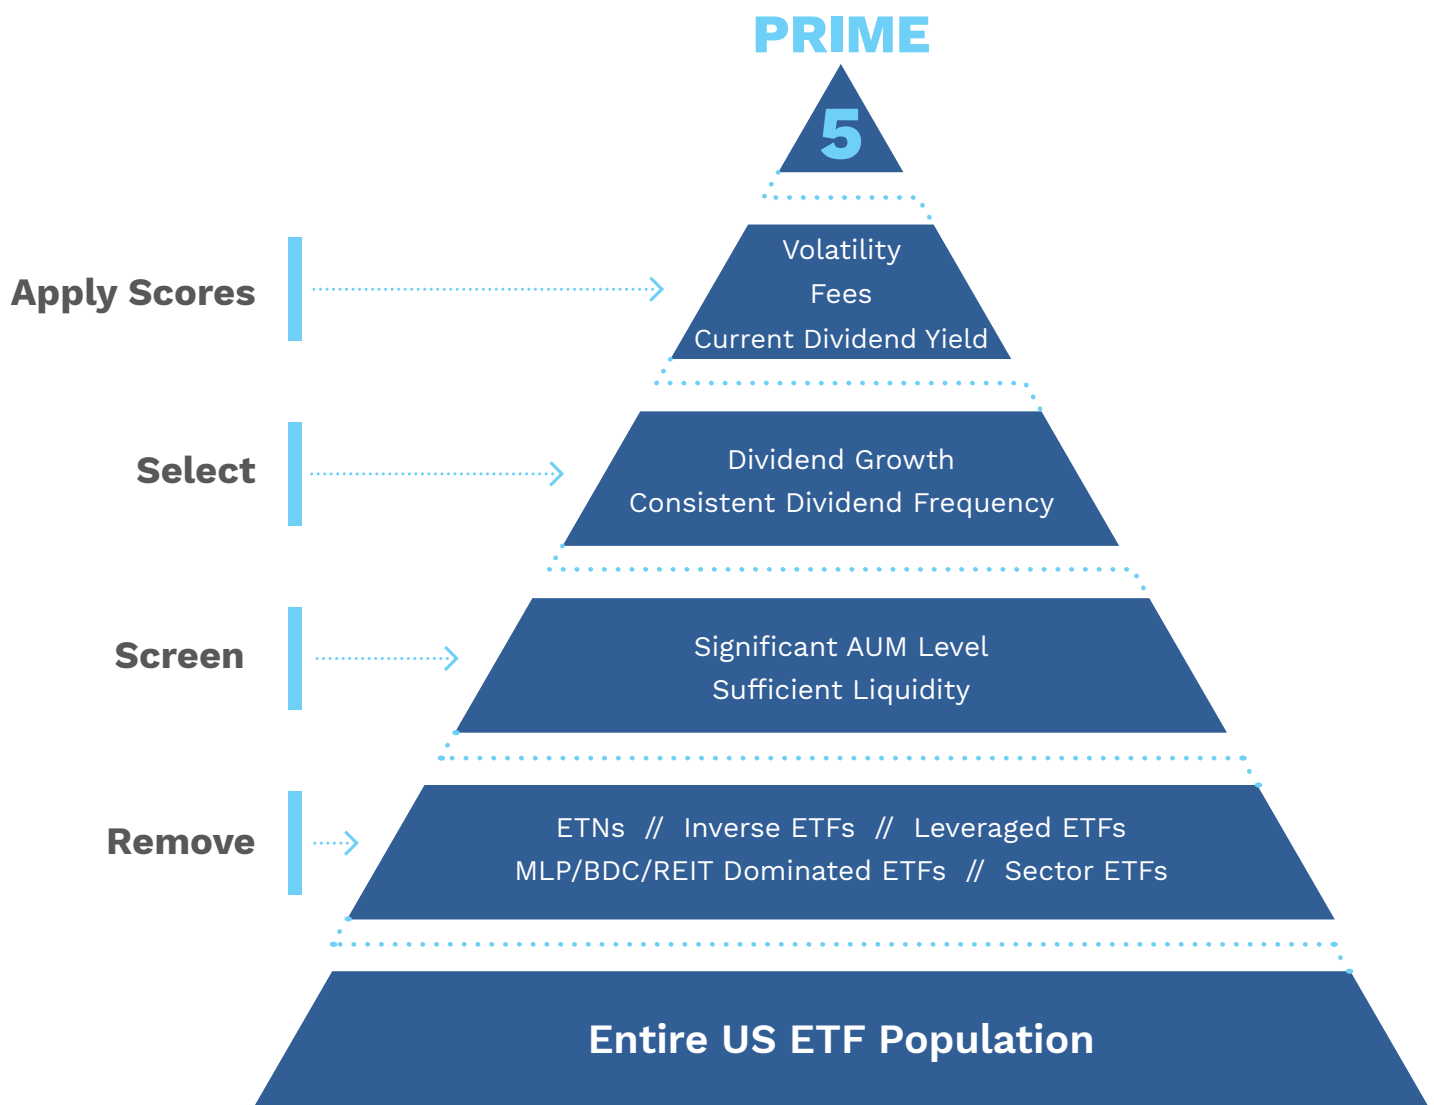 PRIME
5
Apply Scores
Volatility
Fees
Current Dividend Yield
Select
Dividend Growth
Consistent Dividend Frequency
Screen
Significant AUM Level
Sufficient Liquidity
Remove
ETNs // Inverse ETFs // Leveraged ETFs
MLP/BDC/REIT Dominated ETFs // Sector ETFs
Entire US ETF Population